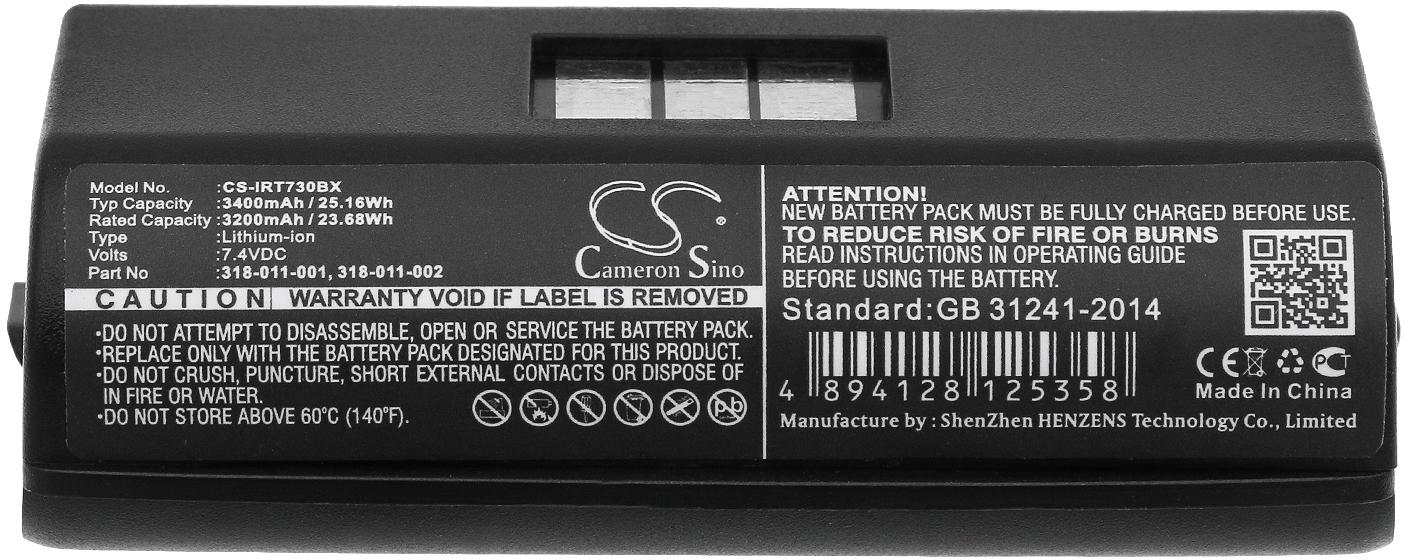 Model No. :CS-IRT730BX
Typ Capacity :3400mAh / 25.16Wh
Rated Capacity :3200mAh / 23.68Wh
Type :Lithium-ion
Volts :7.4VDC
Part No :318-011-001, 318-011-002
CS®
Cameron Sino
CAUTION WARRANTY VOID IF LABEL IS REMOVED
•DO NOT ATTEMPT TO DISASSEMBLE, OPEN OR SERVICE THE BATTERY PACK.
•REPLACE ONLY WITH THE BATTERY PACK DESIGNATED FOR THIS PRODUCT.
•DO NOT CRUSH, PUNCTURE, SHORT EXTERNAL CONTACTS OR DISPOSE OF
IN FIRE OR WATER.
•DO NOT STORE ABOVE 60°C (140°F).
Pb
ATTENTION!
NEW BATTERY PACK MUST BE FULLY CHARGED BEFORE USE.
TO REDUCE RISK OF FIRE OR BURNS
READ INSTRUCTIONS IN OPERATING GUIDE
BEFORE USING THE BATTERY.
Standard:GB 31241-2014
4 894128 125358
CE PCT
Made In China
Manufacture by : ShenZhen HENZENS Technology Co., Limited